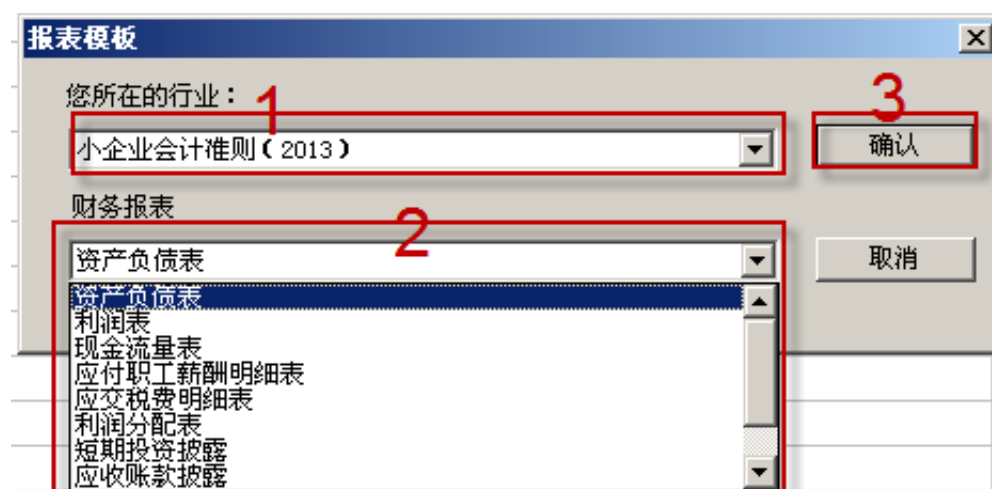 报表模板
您所在的行业：
1
3
小企业会计准则（2013）
确认
财务报表
2
资产负债表
取消
资产负债表
利润表
现金流量表
应付职工薪酬明细表
应交税费明细表
利润分配表
短期投资披露
应收账款披露